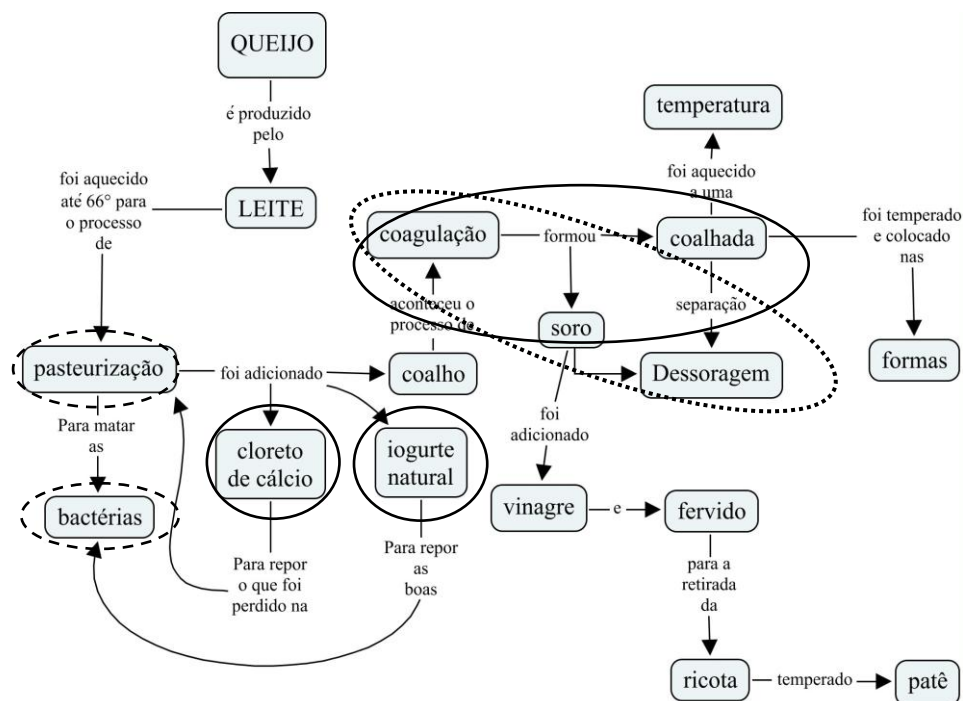 QUEIJO
é produzido
pelo
LEITE
foi aquecido
até 66° para
o processo
de
pasteurização
Para matar
as
bactérias
foi adicionado
cloreto
de cálcio
Para repor
o que foi
perdido na
iogurte
natural
Para repor
as
boas
coalho
aconteceu o
processo de
coagulação
formou
coalhada
foi aquecido
a uma
temperatura
foi temperado
e colocado
nas
formas
separação
Dessoragem
soro
foi
adicionado
vinagre
e
fervido
para a
retirada
da
ricota
temperado
patê